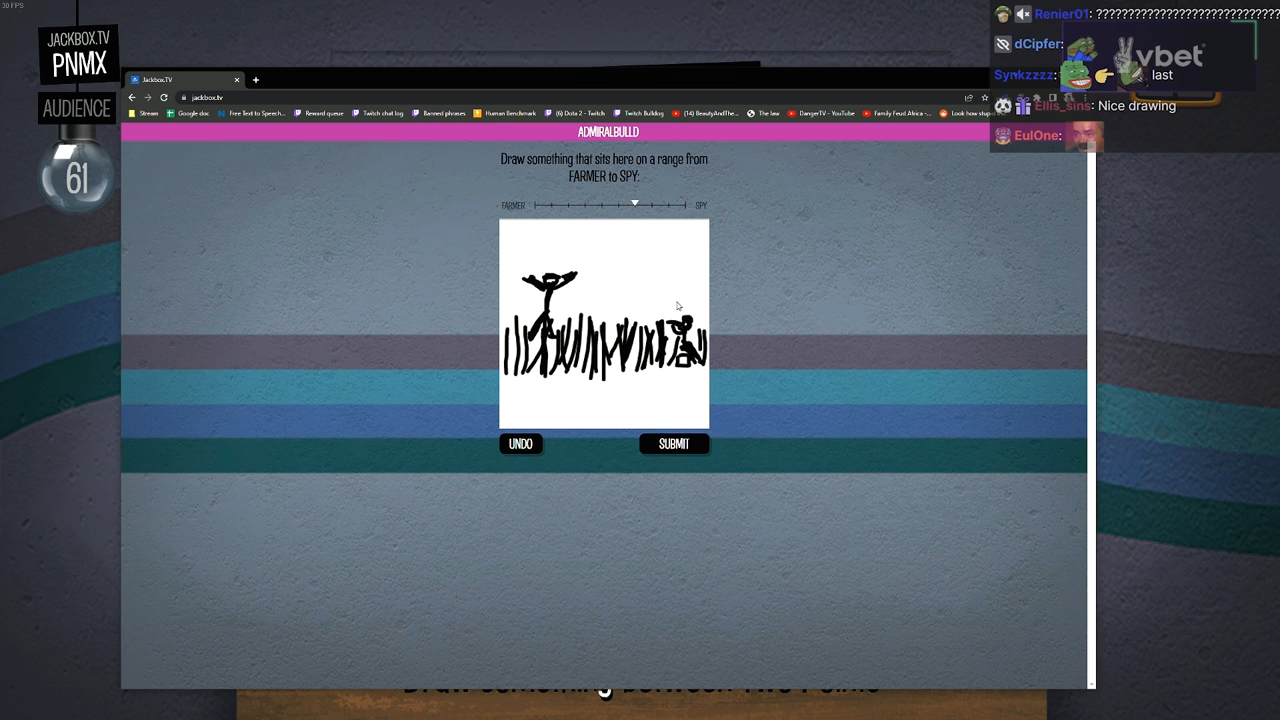 30 FPS
JACKBOX.TV
PNMX
AUDIENCE
61
Jackbox.TV
jackbox.tv
Stream
Google doc
Free Text to Speech...
Reward queue
Twitch chat log
Banned phrases
Human Benchmark
(6) Dota 2 - Twitch
Twitch Bulldog
(14) BeautyAndThe...
The law
DangerTV - YouTube
Family Feud Africa -...
ADMIRALBULLD
Draw something that sits here on a range from
FARMER to SPY:
FARMER
SPY
UNDO
SUBMIT
Renier01: ????????????????????????????
dCipfer:
Synkzzzz: last
vbet
Ellis_sins: Nice drawing
EulOne: